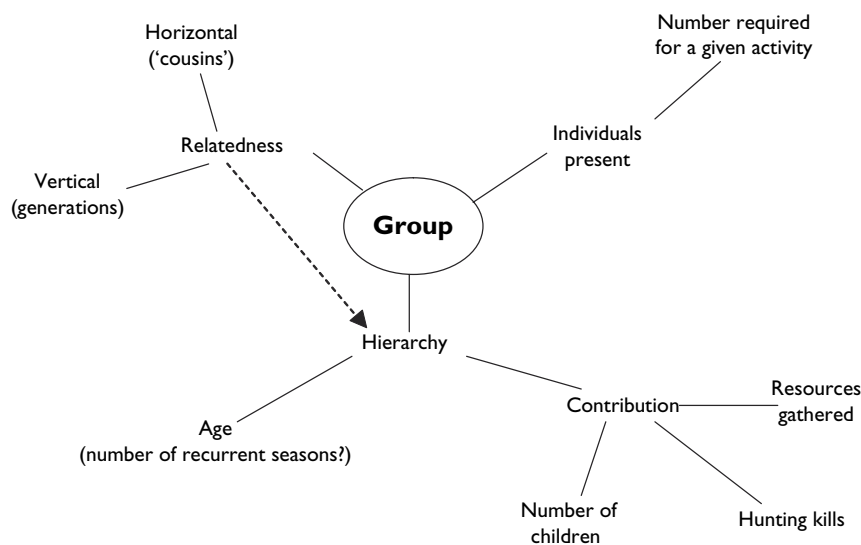 Horizontal
(‘cousins’)
Number required
for a given activity
Relatedness
Individuals
present
Vertical
(generations)
Group
Hierarchy
Age
(number of recurrent seasons?)
Contribution
Resources
gathered
Number of
children
Hunting kills